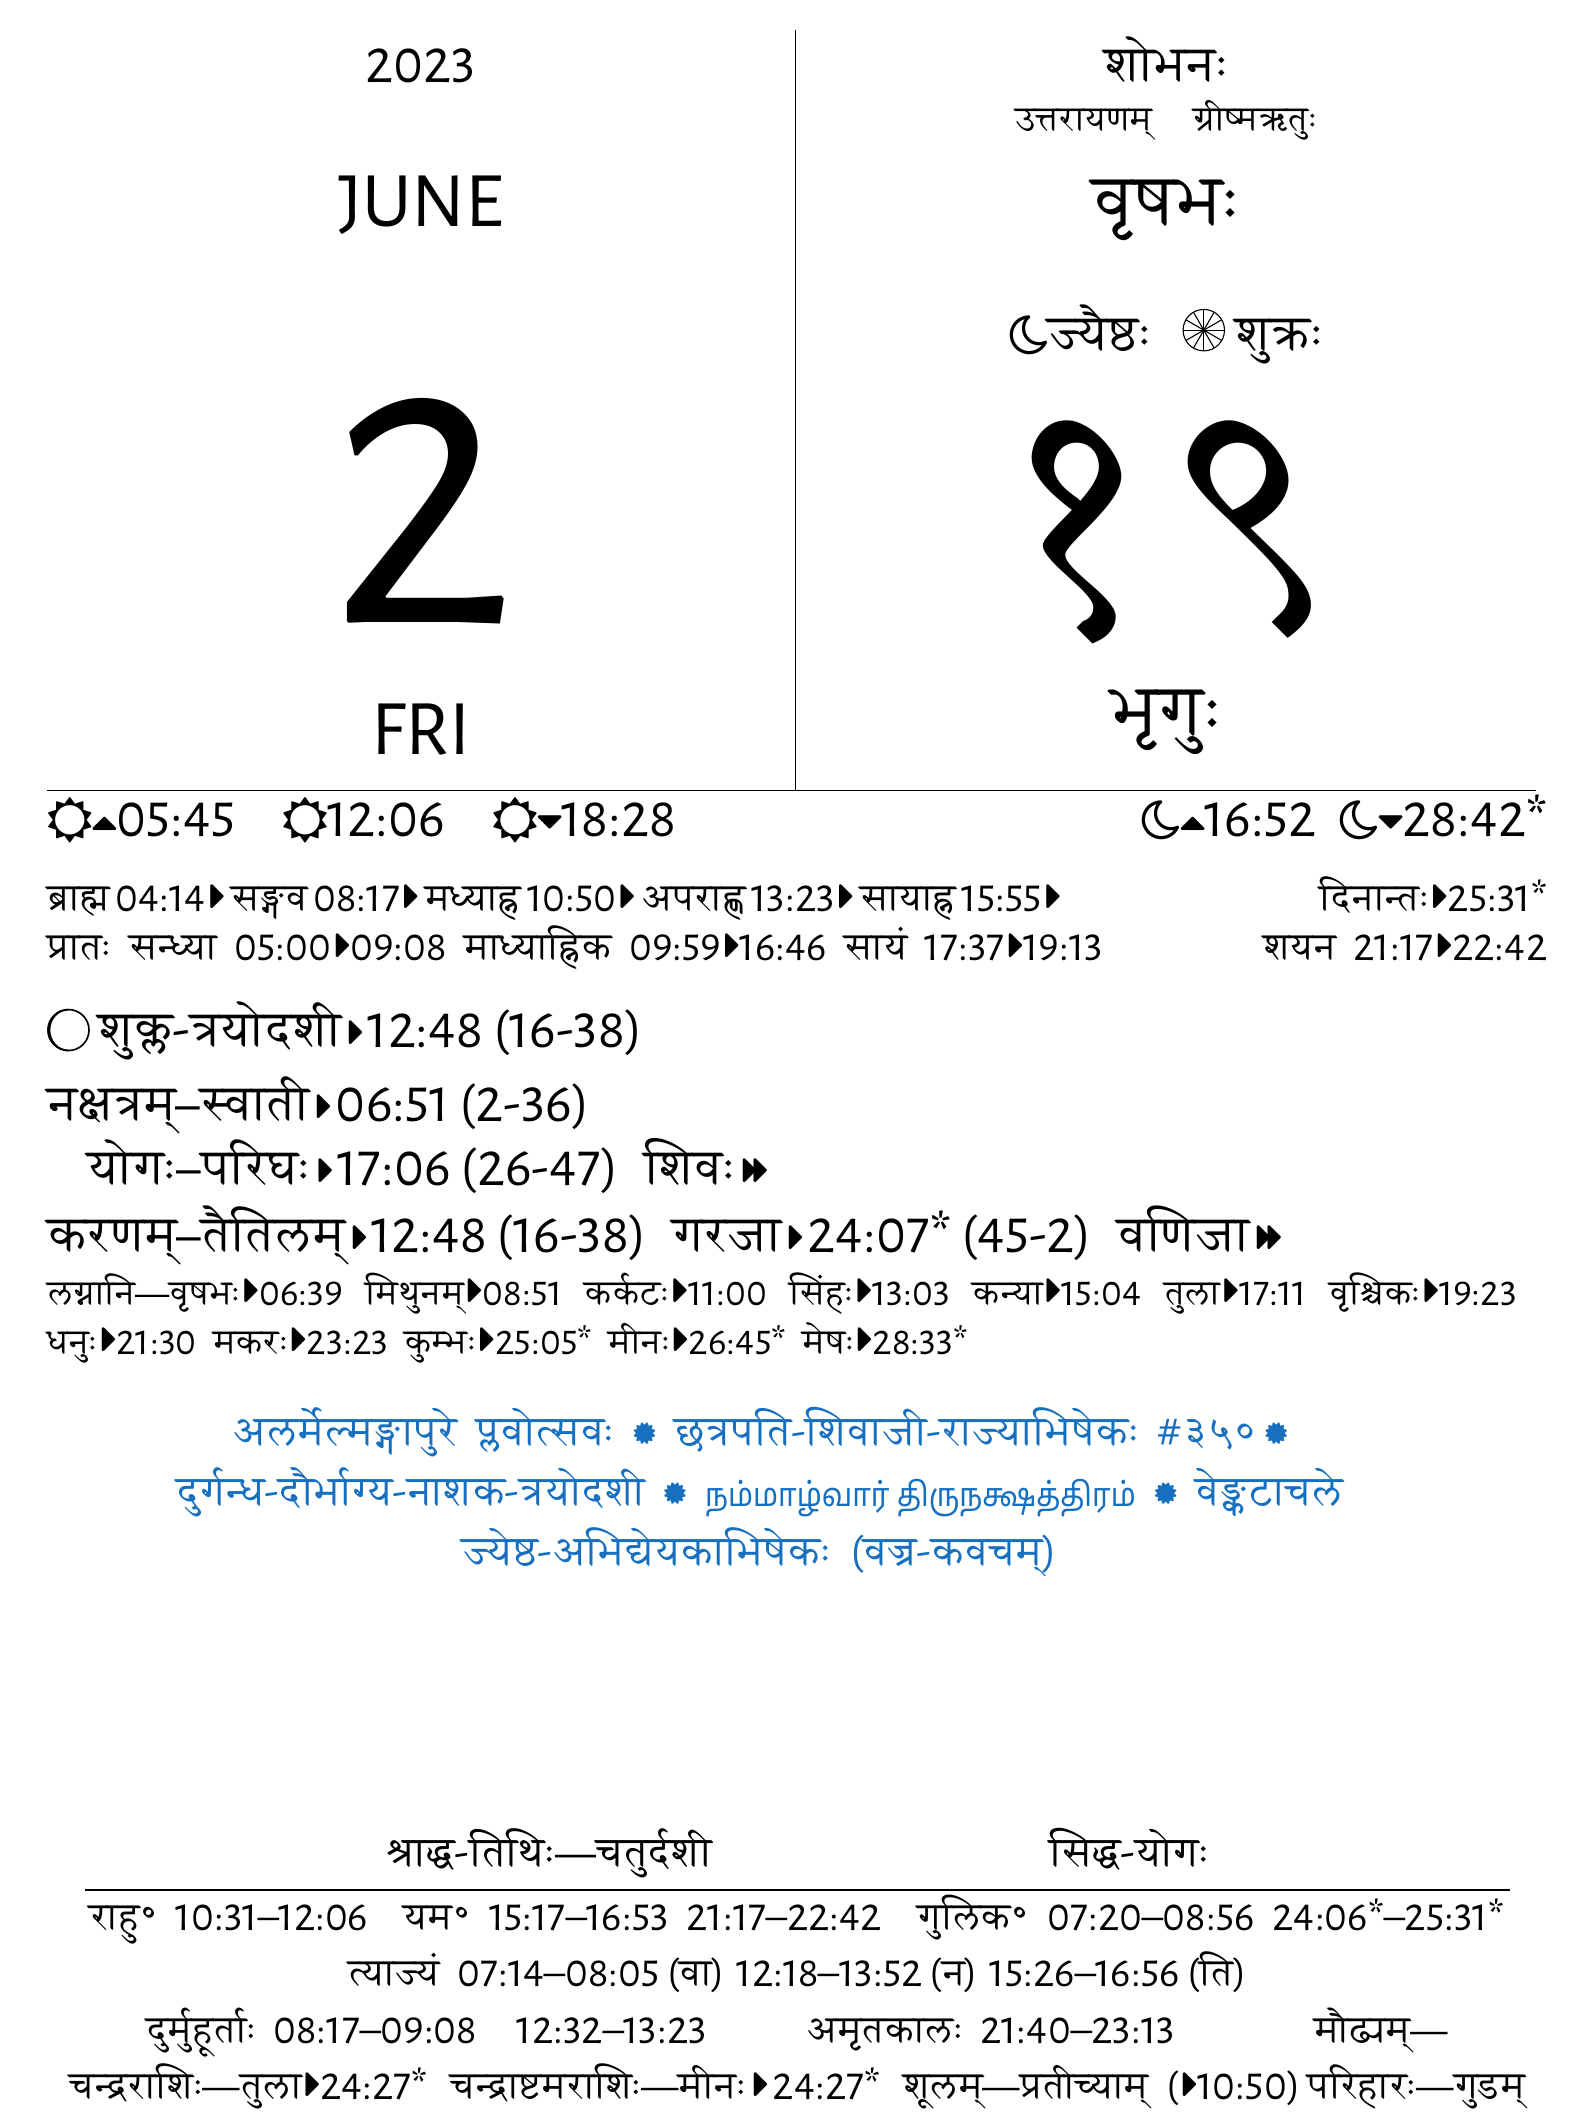 2023
JUNE
2
FRI
शोभनः
उत्तरायणम् ग्रीष्मऋतुः
वृषभः
ज्यैष्ठः शुक्रः
१९
भृगुः
05:45 12:06 18:28 16:52 28:42*
ब्राह्म 04:14 सङ्गव 08:17 मध्याह्न 10:50 अपराह्ण 13:23 सायाह्न 15:55 दिनान्तः 25:31*
प्रातः सन्ध्या 05:00 09:08 माध्याह्निक 09:59 16:46 सायं 17:37 19:13 शयन 21:17 22:42
शुक्ल-त्रयोदशी 12:48 (16-38)
नक्षत्रम्–स्वाती 06:51 (2-36)
योगः–परिघः 17:06 (26-47) शिवः
करणम्–तैतिलम् 12:48 (16-38) गरजा 24:07* (45-2) वणिजा
लग्नानि—वृषभः 06:39 मिथुनम् 08:51 कर्कटः 11:00 सिंहः 13:03 कन्या 15:04 तुला 17:11 वृश्चिकः 19:23
धनुः 21:30 मकरः 23:23 कुम्भः 25:05* मीनः 26:45* मेषः 28:33*
अलर्मेल्मङ्गापुरे प्लवोत्सवः ✹ छत्रपति-शिवाजी-राज्याभिषेकः #३५० ✹
दुर्गन्ध-दौर्भाग्य-नाशक-त्रयोदशी ✹ நம்மாழ்வார் திருநக்ஷத்திரம் ✹ वेङ्कटाचले
ज्येष्ठ-अभिद्येयकाभिषेकः (वज्र-कवचम्)
श्राद्ध-तिथिः—चतुर्दशी सिद्ध-योगः
राहु॰ 10:31–12:06 यम॰ 15:17–16:53 21:17–22:42 गुलिक॰ 07:20–08:56 24:06*–25:31*
त्याज्यं 07:14–08:05 (वा) 12:18–13:52 (न) 15:26–16:56 (ति)
दुर्मुहूर्ताः 08:17–09:08 12:32–13:23 अमृतकालः 21:40–23:13 मौढ्यम्—
चन्द्रराशिः—तुला 24:27* चन्द्राष्टमराशिः—मीनः 24:27* शूलम्—प्रतीच्याम् (10:50) परिहारः—गुडम्